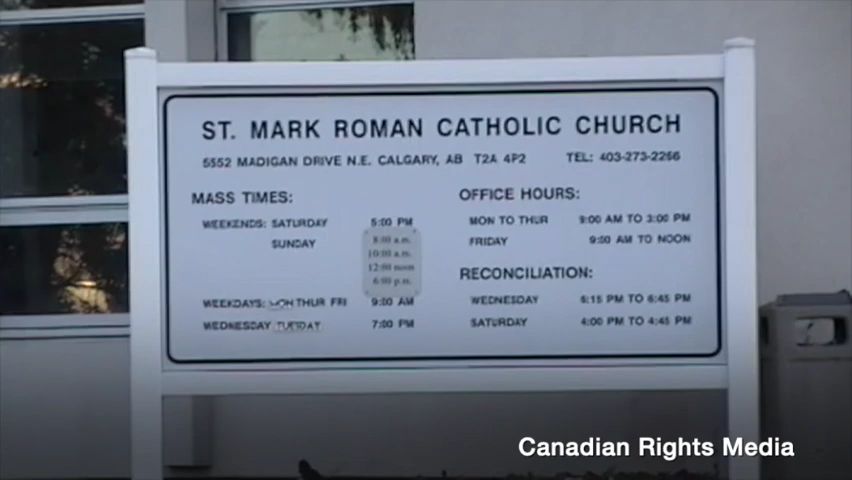 ST. MARK ROMAN CATHOLIC CHURCH
5552 MADIGAN DRIVE N.E. CALGARY, AB T2A 4P2 TEL: 403-273-2266
MASS TIMES:
WEEKENDS: SATURDAY 5:00 PM
SUNDAY 8:00 a.m.
10:00 a.m.
12:00 noon
6:00 p.m.
WEEKDAYS: MON THUR FRI 9:00 AM
WEDNESDAY TUESDAY 7:00 PM
OFFICE HOURS:
MON TO THUR 9:00 AM TO 3:00 PM
FRIDAY 9:00 AM TO NOON
RECONCILIATION:
WEDNESDAY 6:15 PM TO 6:45 PM
SATURDAY 4:00 PM TO 4:45 PM
Canadian Rights Media